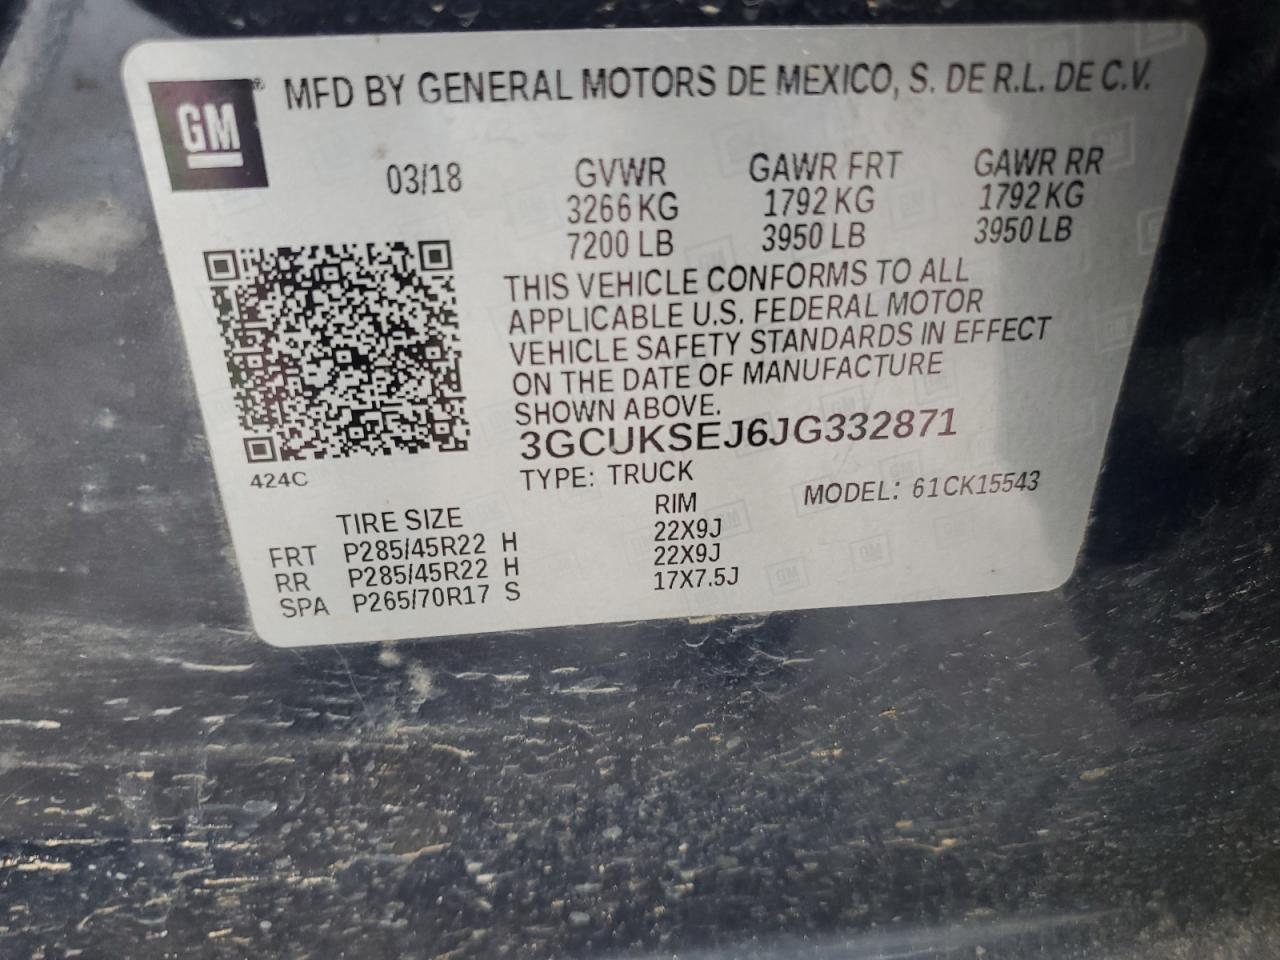 GM® MFD BY GENERAL MOTORS DE MEXICO, S. DE R.L. DE C.V.
03/18 GVWR GAWR FRT GAWR RR
3266 KG 1792 KG 1792 KG
7200 LB 3950 LB 3950 LB
THIS VEHICLE CONFORMS TO ALL
APPLICABLE U.S. FEDERAL MOTOR
VEHICLE SAFETY STANDARDS IN EFFECT
ON THE DATE OF MANUFACTURE
SHOWN ABOVE.
3GCUKSEJ6JG332871
424C TYPE: TRUCK MODEL: 61CK15543
TIRE SIZE RIM
FRT P285/45R22 H 22X9J
RR P285/45R22 H 22X9J
SPA P265/70R17 S 17X7.5J